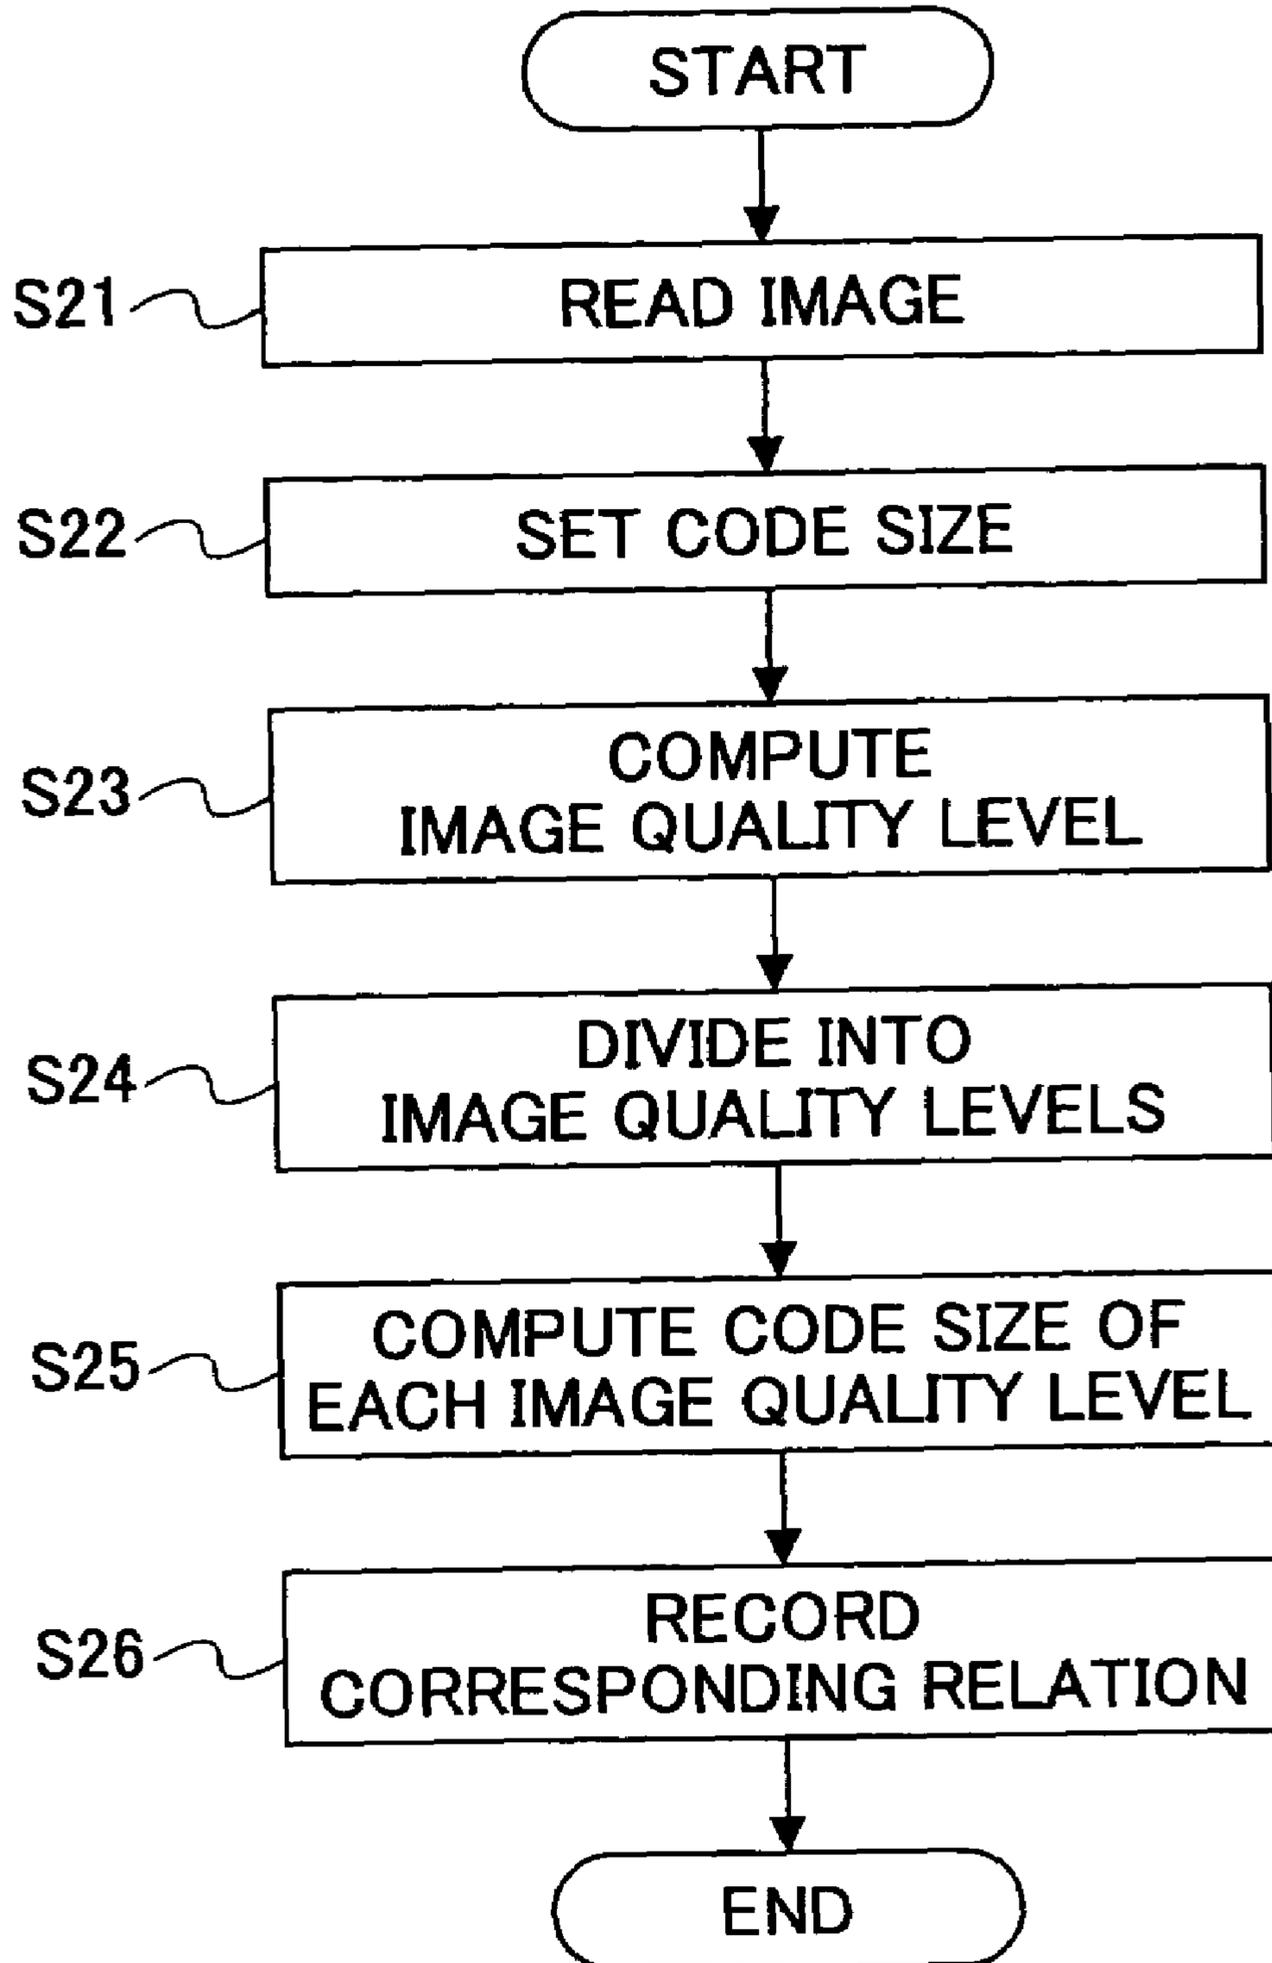 START
S21
READ IMAGE
S22
SET CODE SIZE
S23
COMPUTE
IMAGE QUALITY LEVEL
S24
DIVIDE INTO
IMAGE QUALITY LEVELS
S25
COMPUTE CODE SIZE OF
EACH IMAGE QUALITY LEVEL
S26
RECORD
CORRESPONDING RELATION
END